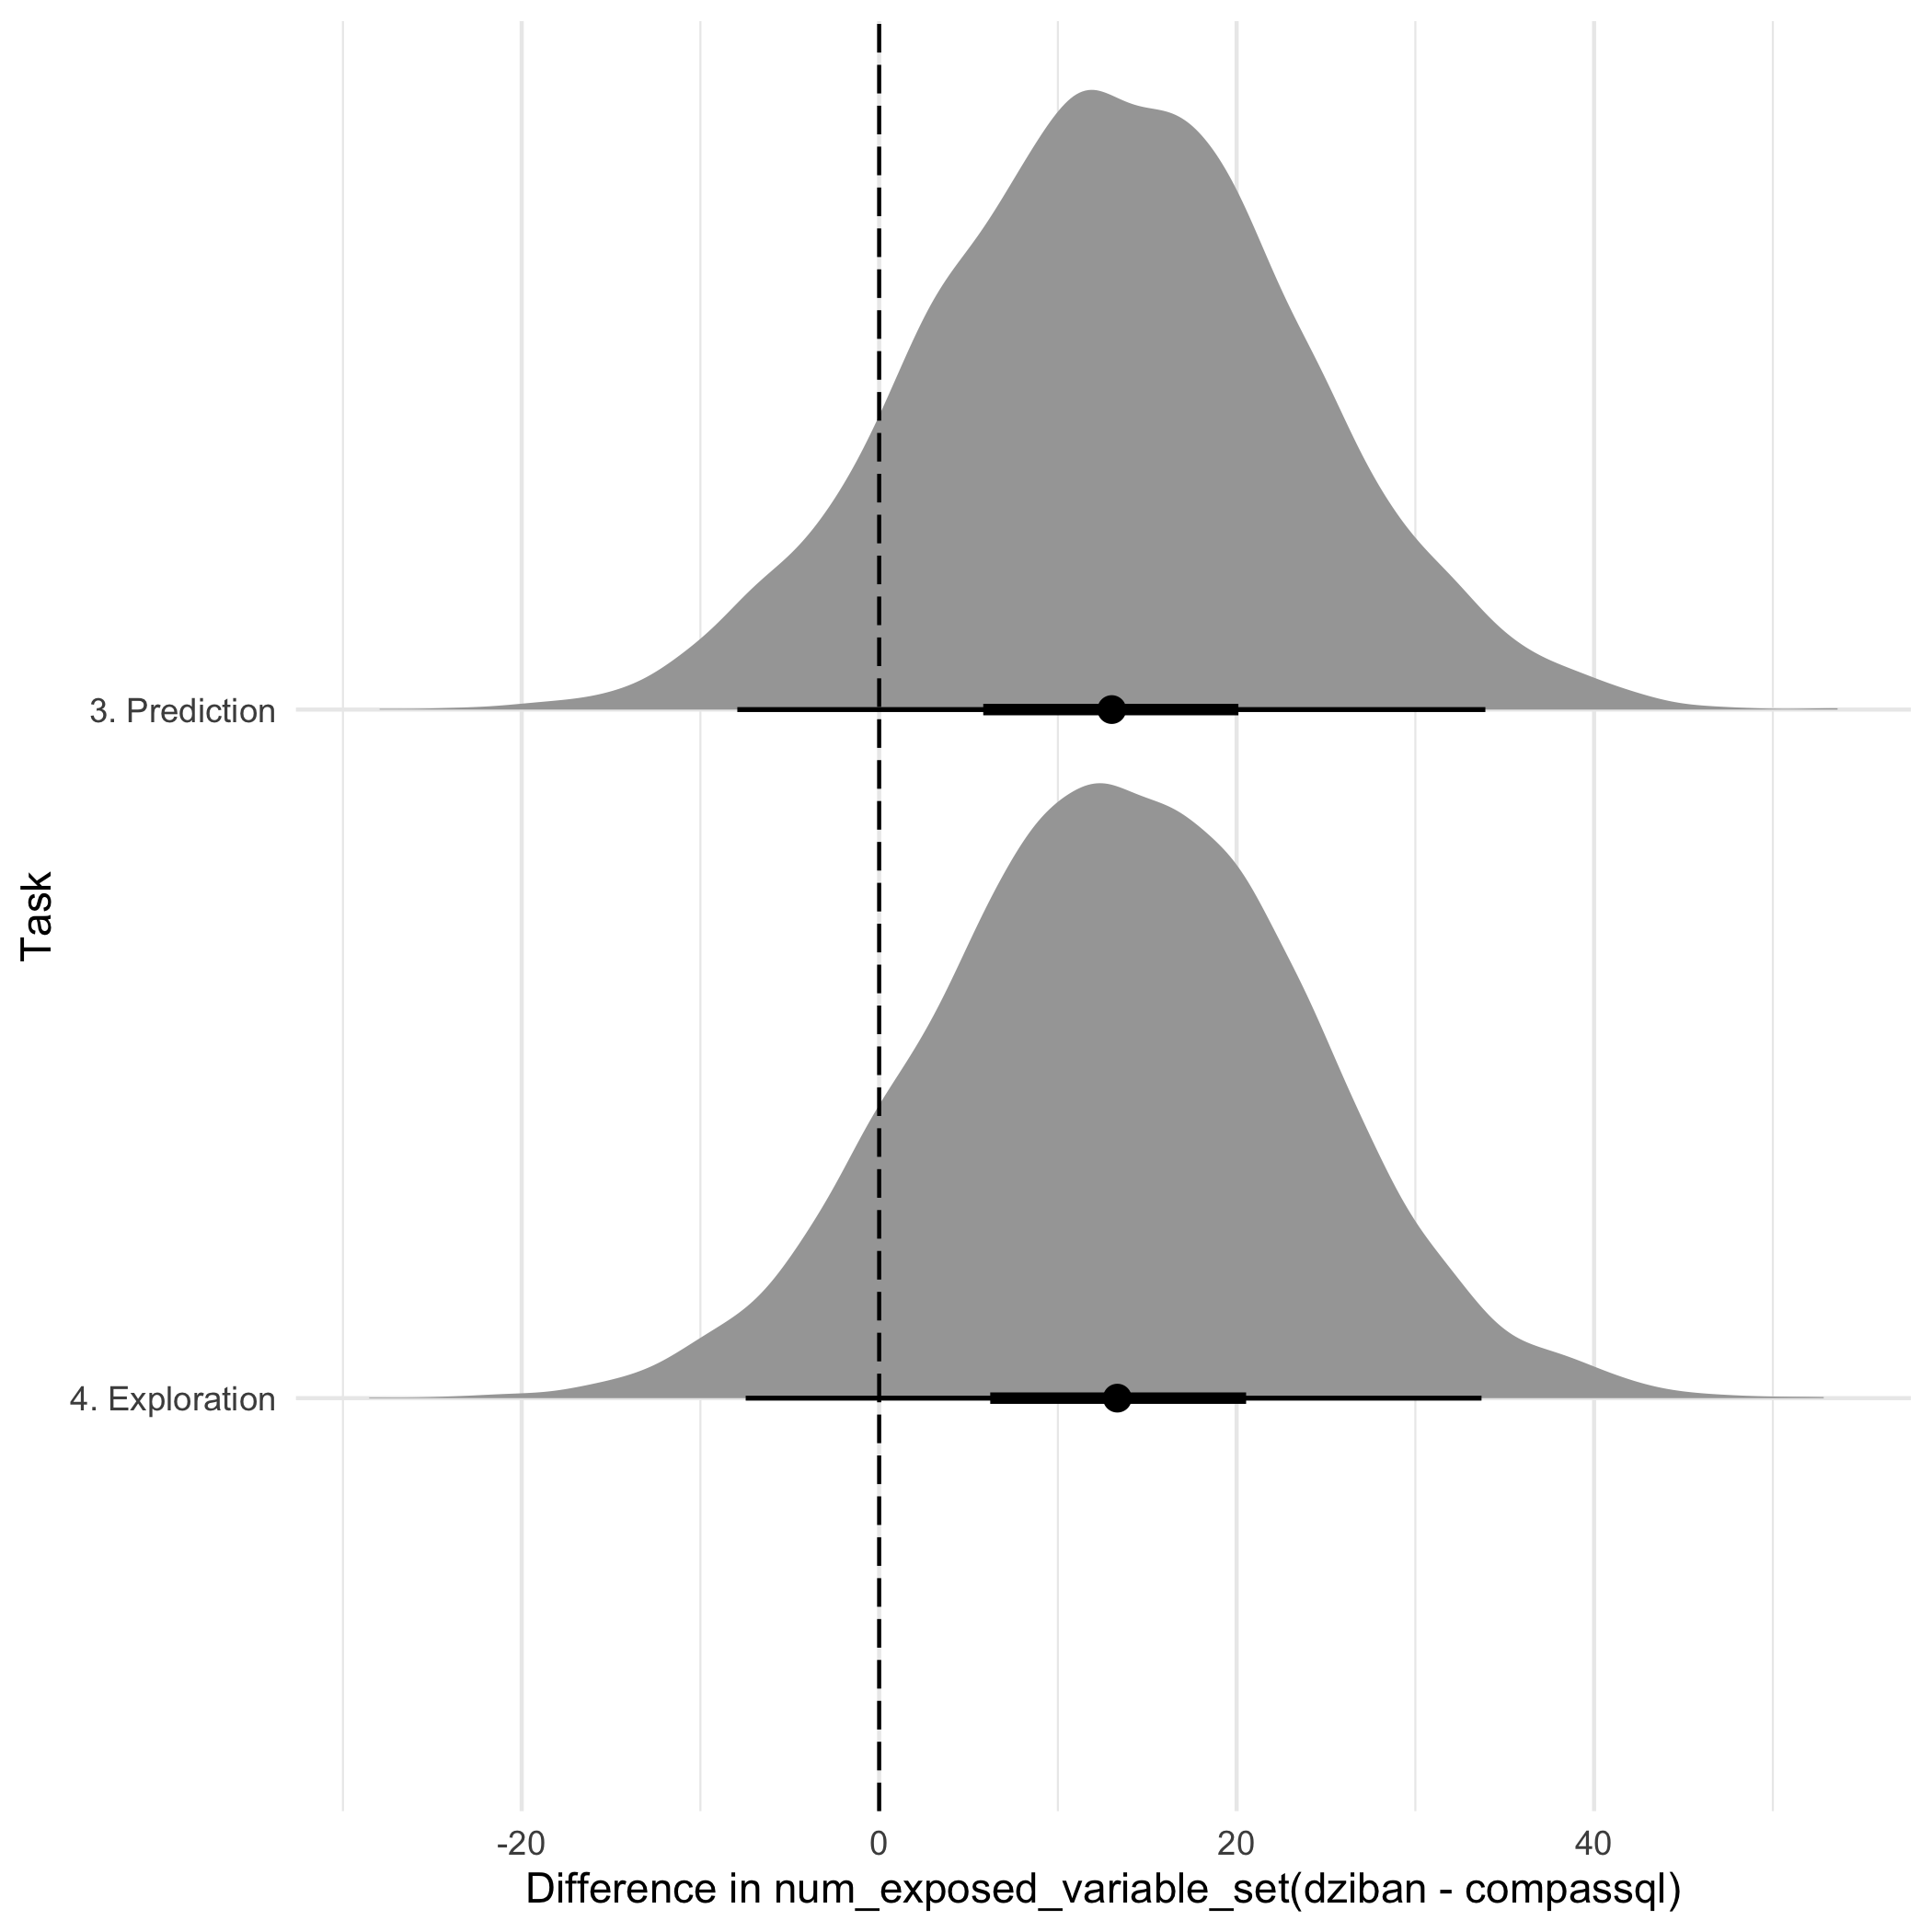 3. Prediction
Task
4. Exploration
-20 0 20 40
Difference in num_exposed_variable_set(dziban - compassql)